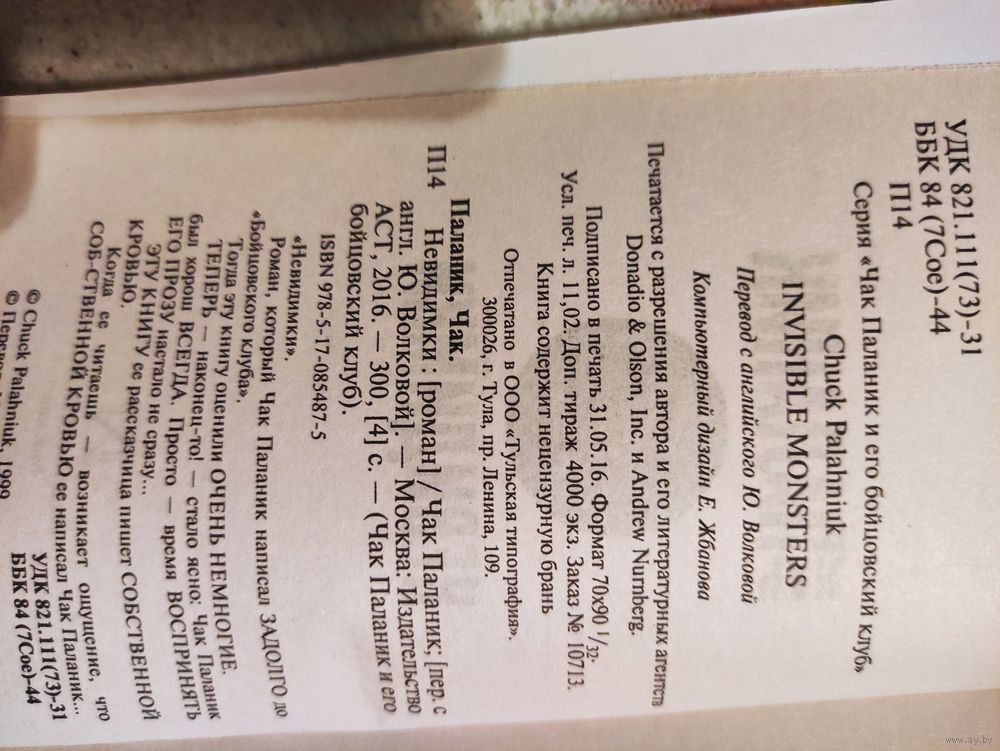 УДК 821.111(73)-31
ББК 84 (7Сое)-44
П14
Серия «Чак Паланик и его бойцовский клуб»
Chuck Palahniuk
INVISIBLE MONSTERS
Перевод с английского Ю. Волковой
Компьютерный дизайн Е. Жбанова
Печатается с разрешения автора и его литературных агентств
Donadio & Olson, Inc. и Andrew Nurnberg.
Подписано в печать 31.05.16. Формат 70х90 1/32.
Усл. печ. л. 11,02. Доп. тираж 4000 экз. Заказ № 10713.
Книга содержит нецензурную брань
Отпечатано в ООО «Тульская типография».
300026, г. Тула, пр. Ленина, 109.
Паланик, Чак.
П14 Невидимки : [роман] / Чак Паланик; [пер. с
англ. Ю. Волковой]. — Москва: Издательство
АСТ, 2016. — 300, [4] с. — (Чак Паланик и его
бойцовский клуб).
ISBN 978-5-17-085487-5
«Невидимки».
Роман, который Чак Паланик написал ЗАДОЛГО до
«Бойцовского клуба».
Тогда эту книгу оценили ОЧЕНЬ НЕМНОГИЕ.
ТЕПЕРЬ — наконец-то! — стало ясно: Чак Паланик
был хорош ВСЕГДА. Просто — время ВОСПРИНЯТЬ
ЕГО ПРОЗУ настало не сразу...
ЭТУ КНИГУ ее рассказчица пишет СОБСТВЕННОЙ
КРОВЬЮ.
Когда ее читаешь — возникает ощущение, что
СОБ-СТВЕННОЙ КРОВЬЮ ее написал Чак Паланик...
УДК 821.111(73)-31
ББК 84 (7Сое)-44
© Chuck Palahniuk, 1999
©
www.ay.by